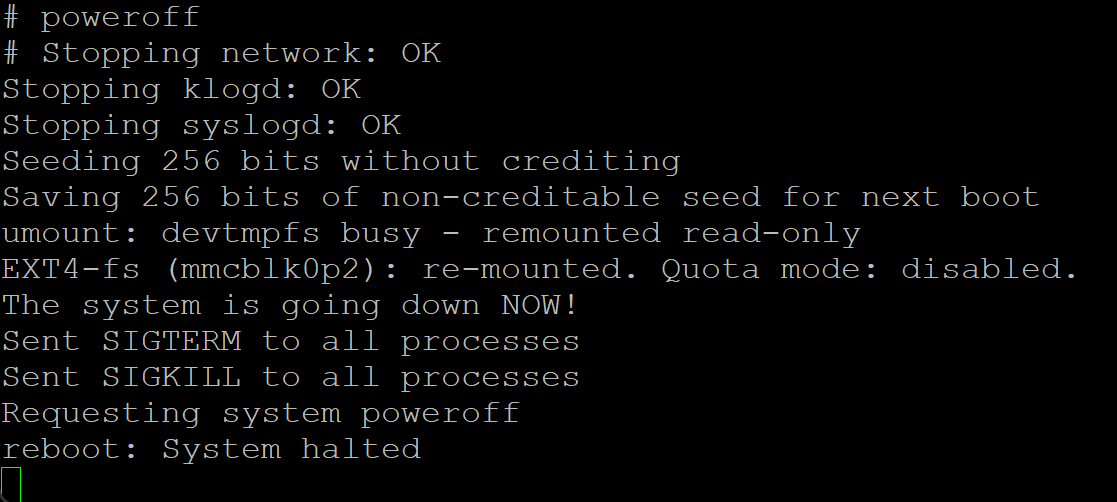 # poweroff
# Stopping network: OK
Stopping klogd: OK
Stopping syslogd: OK
Seeding 256 bits without crediting
Saving 256 bits of non-creditable seed for next boot
umount: devtmpfs busy - remounted read-only
EXT4-fs (mmcblk0p2): re-mounted. Quota mode: disabled.
The system is going down NOW!
Sent SIGTERM to all processes
Sent SIGKILL to all processes
Requesting system poweroff
reboot: System halted